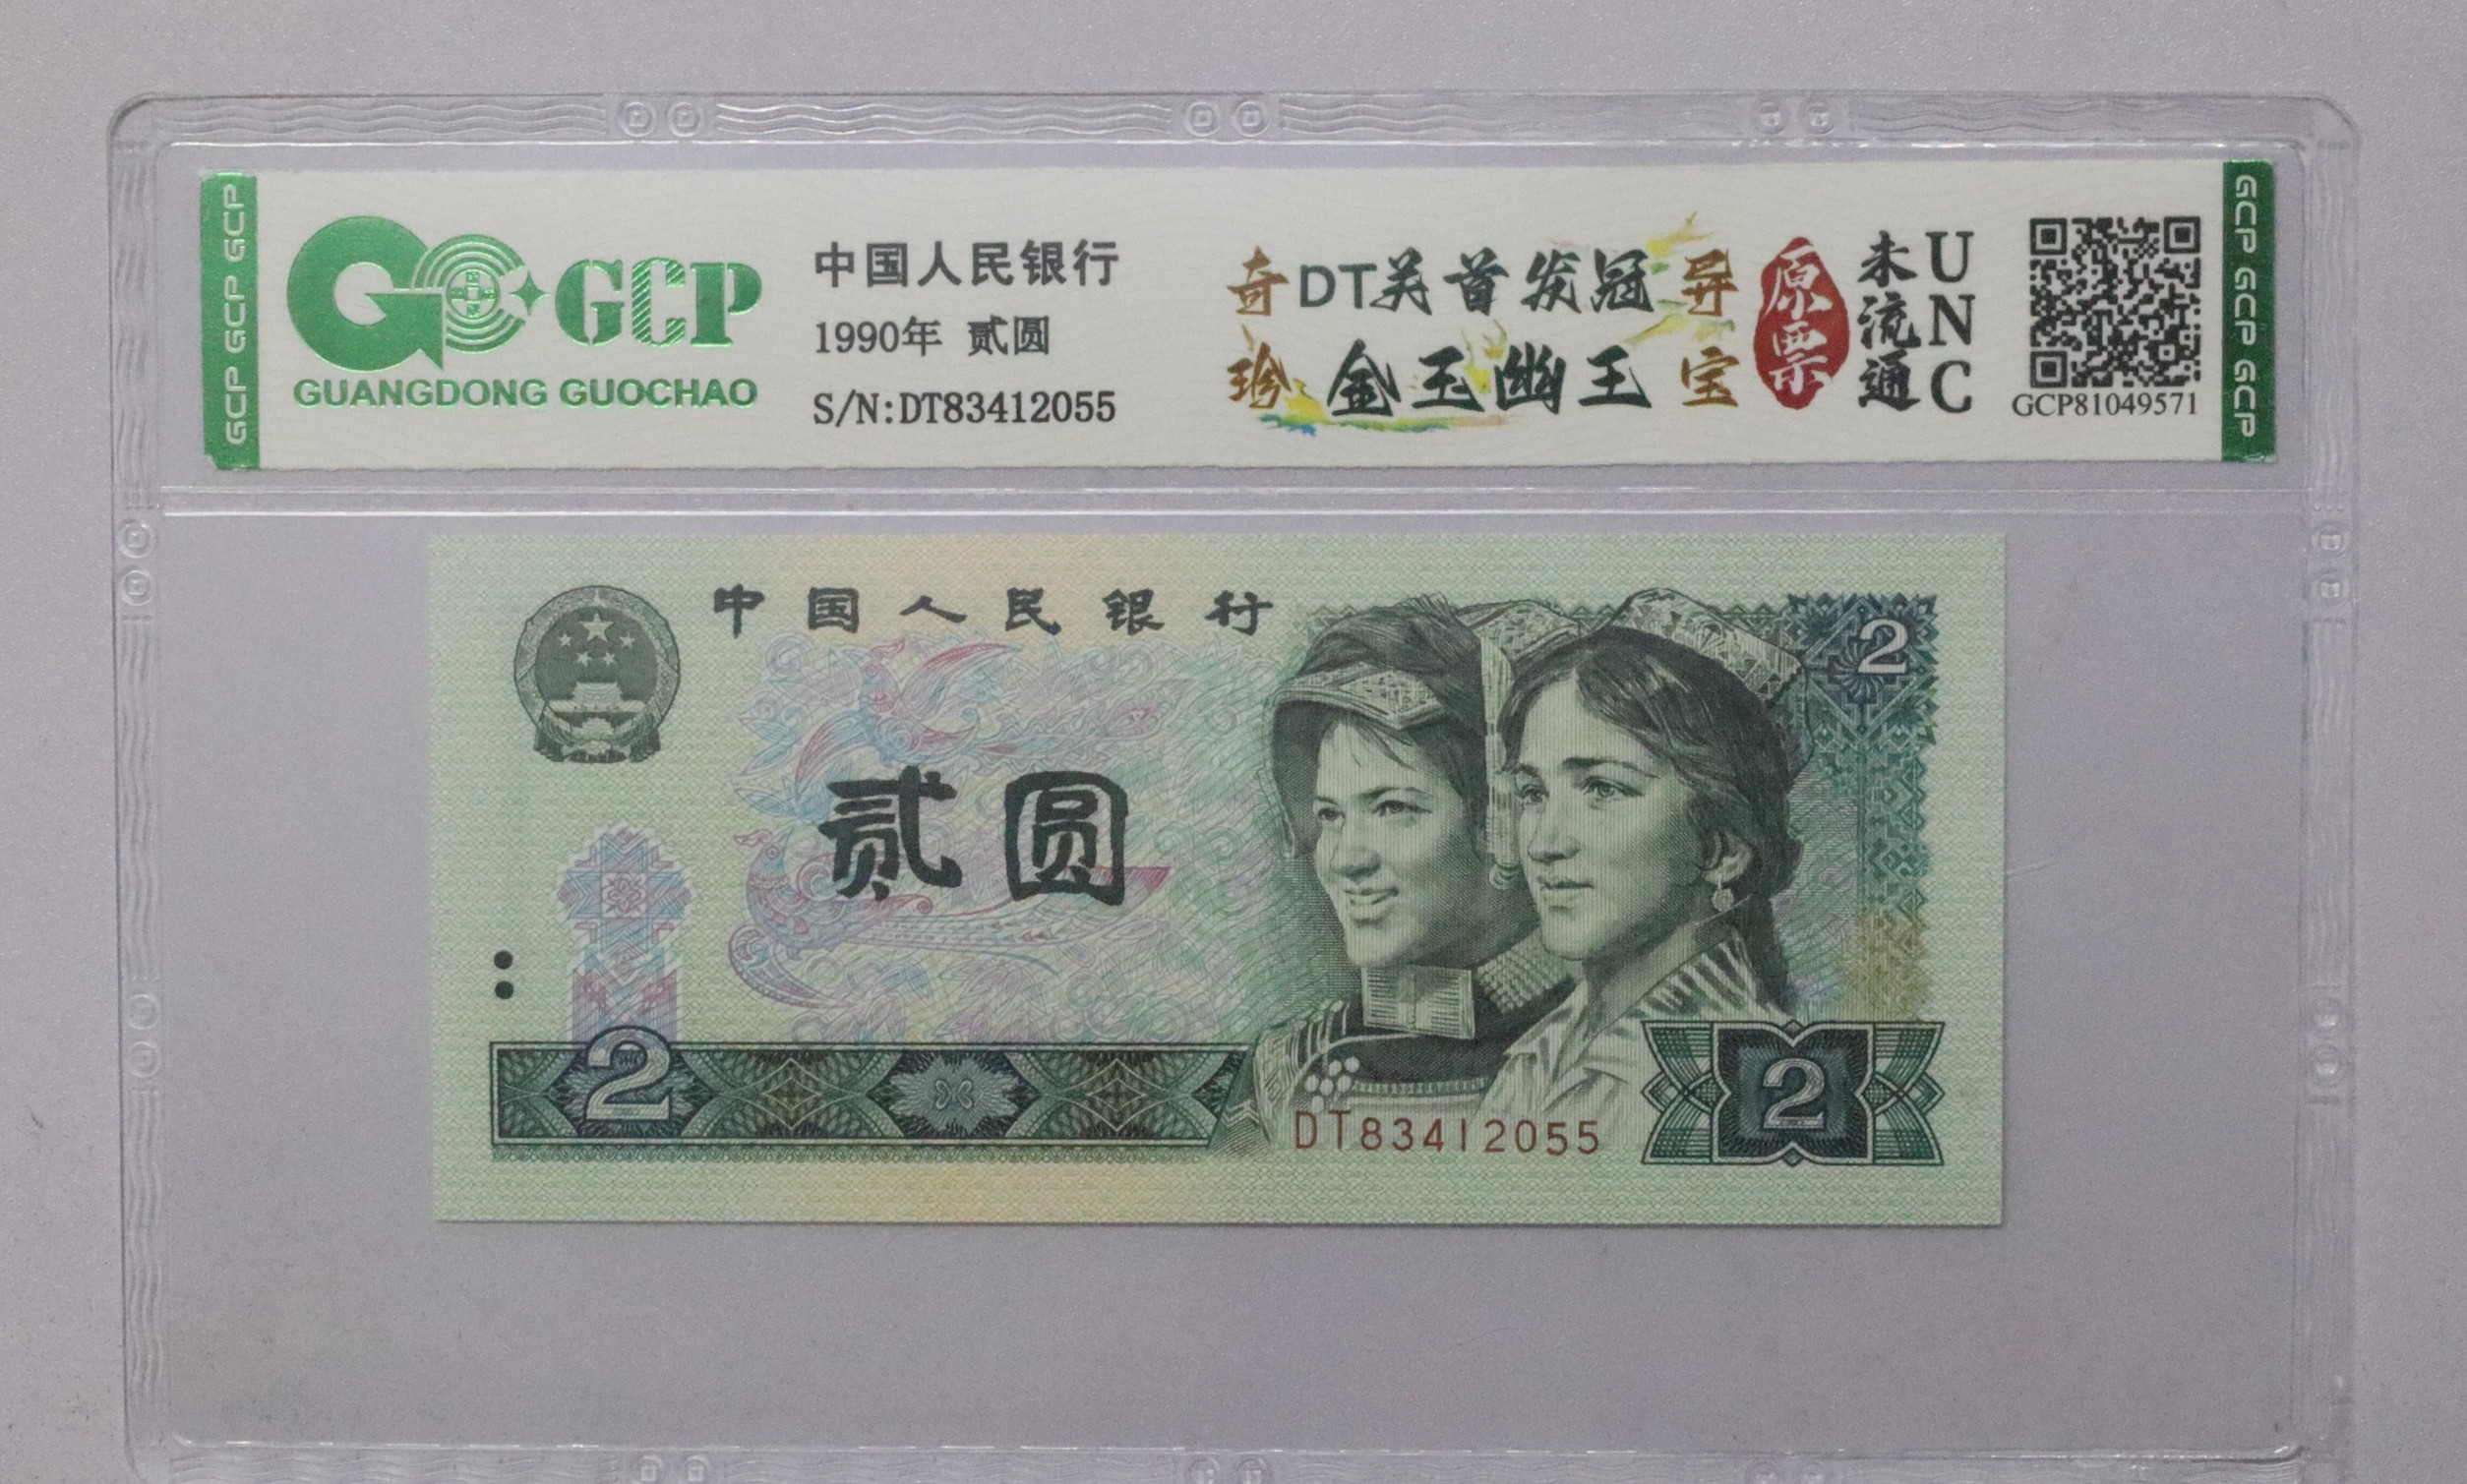 GCP GCP GCP
GCP
GUANGDONG GUOCHAO
中国人民银行
1990年 贰圆
S/N:DT83412055
奇珍
DT关首发冠
金玉幽王
异宝
原票
未流通
UNC
GCP81049571
GCP GCP GCP
中国人民银行
2
贰圆
2
DT83412055
2